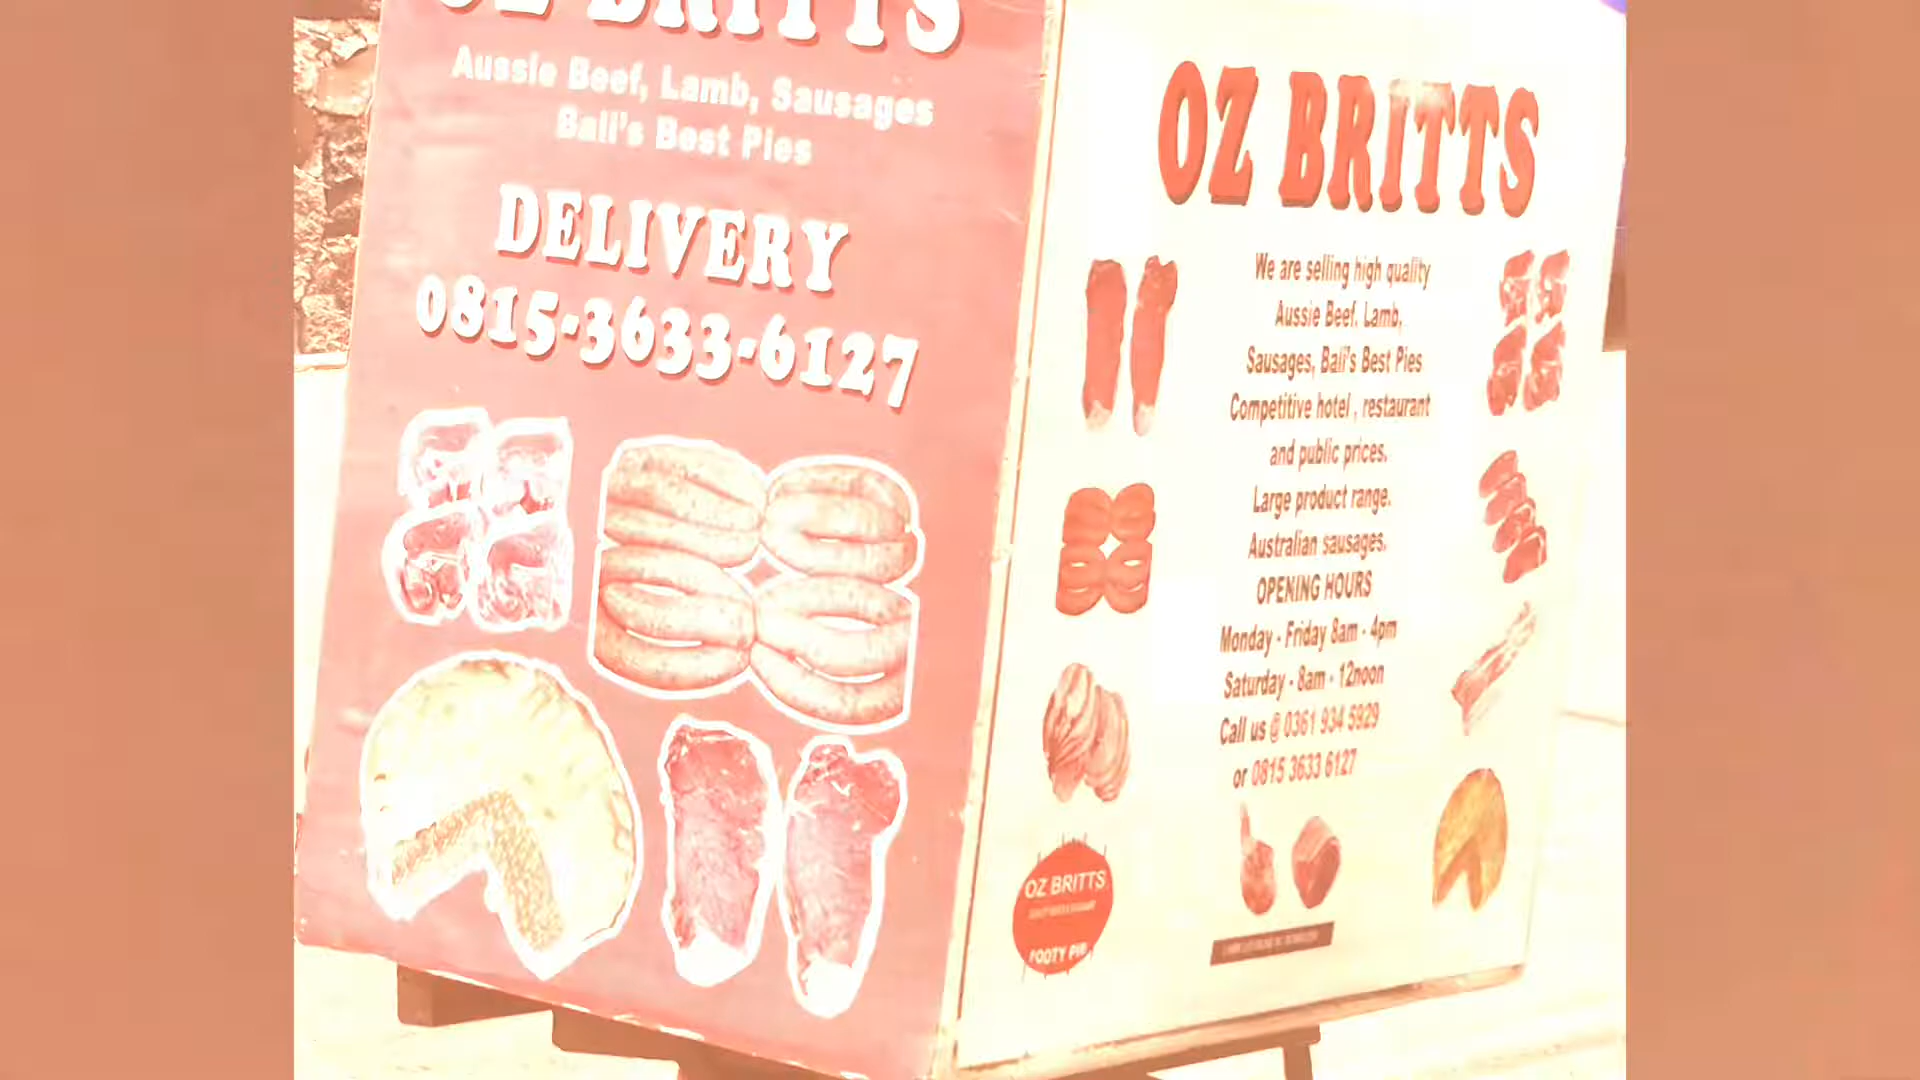 OZ BRITTS
Aussie Beef, Lamb, Sausages
Bali's Best Pies
DELIVERY
0815-3633-6127
OZ BRITTS
We are selling high quality
Aussie Beef. Lamb,
Sausages, Bali's Best Pies
Competitive hotel , restaurant
and public prices.
Large product range.
Australian sausages.
OPENING HOURS
Monday - Friday 8am - 4pm
Saturday - 8am - 12noon
Call us @ 0361 934 5929
or 0815 3633 6127
OZ BRITTS
FOOTY PIE